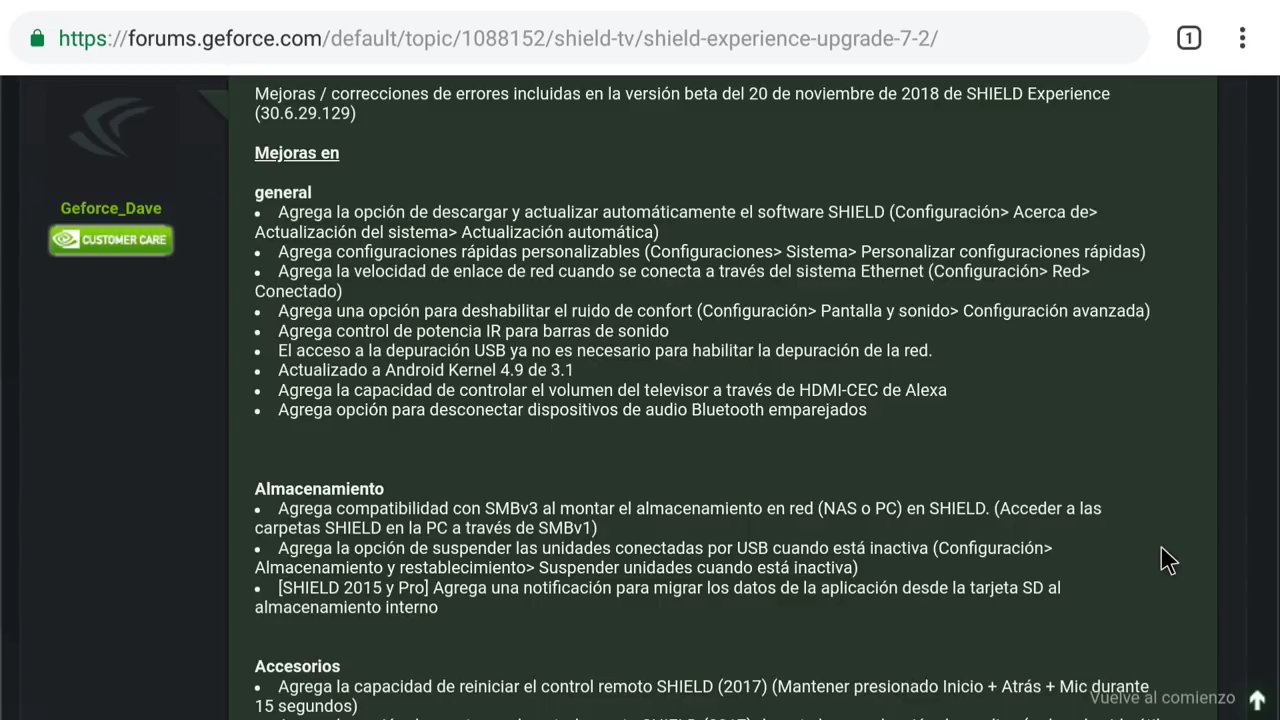 https://forums.geforce.com/default/topic/1088152/shield-tv/shield-experience-upgrade-7-2/
1
Mejoras / correcciones de errores incluidas en la versión beta del 20 de noviembre de 2018 de SHIELD Experience
(30.6.29.129)
Mejoras en
Geforce_Dave
CUSTOMER CARE
general
• Agrega la opción de descargar y actualizar automáticamente el software SHIELD (Configuración> Acerca de>
Actualización del sistema> Actualización automática)
• Agrega configuraciones rápidas personalizables (Configuraciones> Sistema> Personalizar configuraciones rápidas)
• Agrega la velocidad de enlace de red cuando se conecta a través del sistema Ethernet (Configuración> Red>
Conectado)
• Agrega una opción para deshabilitar el ruido de confort (Configuración> Pantalla y sonido> Configuración avanzada)
• Agrega control de potencia IR para barras de sonido
• El acceso a la depuración USB ya no es necesario para habilitar la depuración de la red.
• Actualizado a Android Kernel 4.9 de 3.1
• Agrega la capacidad de controlar el volumen del televisor a través de HDMI-CEC de Alexa
• Agrega opción para desconectar dispositivos de audio Bluetooth emparejados
Almacenamiento
• Agrega compatibilidad con SMBv3 al montar el almacenamiento en red (NAS o PC) en SHIELD. (Acceder a las
carpetas SHIELD en la PC a través de SMBv1)
• Agrega la opción de suspender las unidades conectadas por USB cuando está inactiva (Configuración>
Almacenamiento y restablecimiento> Suspender unidades cuando está inactiva)
• [SHIELD 2015 y Pro] Agrega una notificación para migrar los datos de la aplicación desde la tarjeta SD al
almacenamiento interno
Accesorios
• Agrega la capacidad de reiniciar el control remoto SHIELD (2017) (Mantener presionado Inicio + Atrás + Mic durante
15 segundos)
Vuelve al comienzo